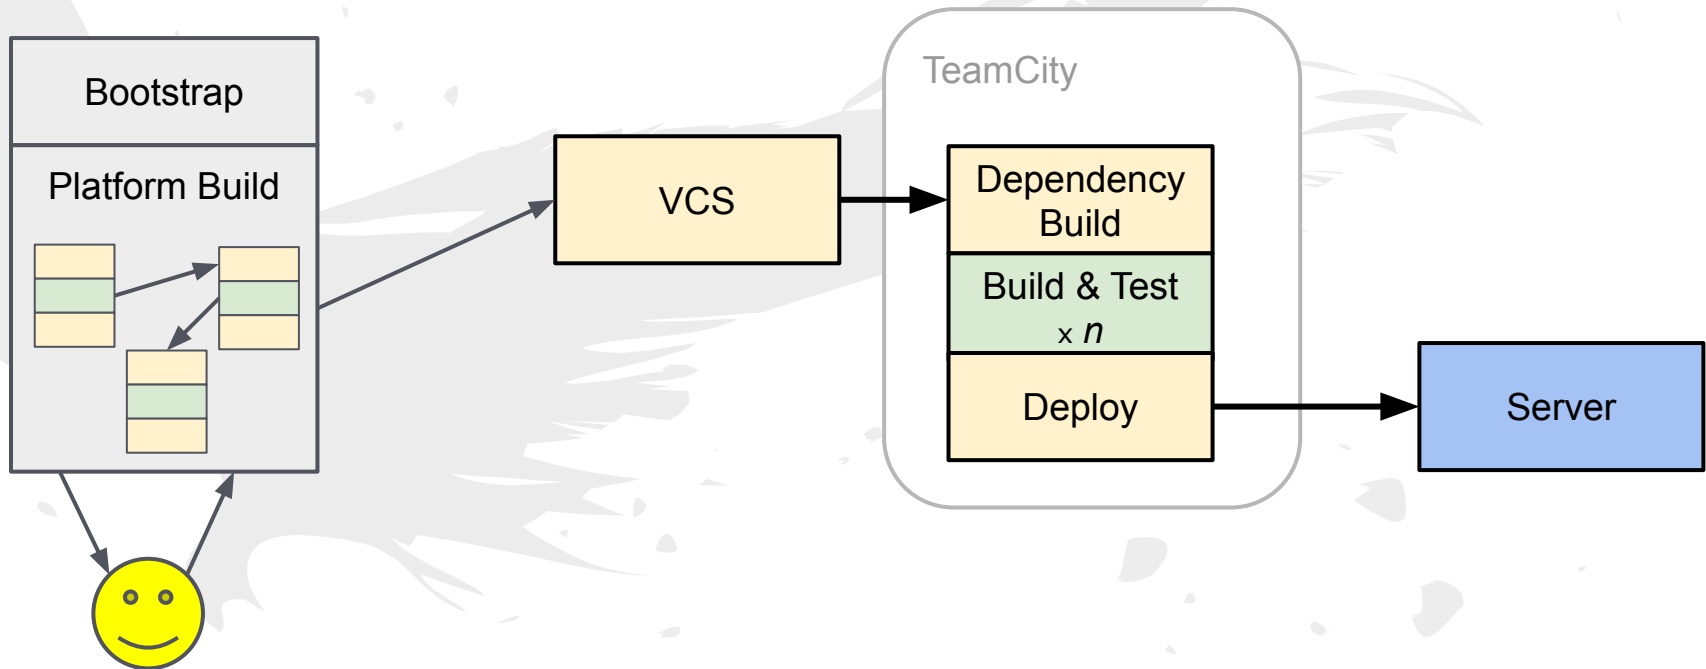 Bootstrap
Platform Build
VCS
TeamCity
Dependency
Build
Build & Test
x n
Deploy
Server